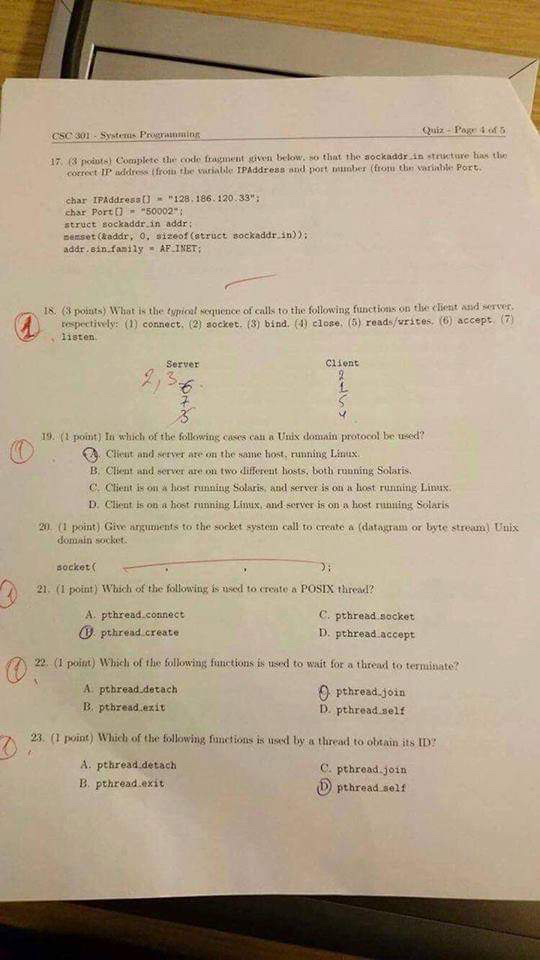 CSC 301 - Systems Programming
Quiz - Page 4 of 5
17. (3 points) Complete the code fragment given below, so that the sockaddr_in structure has the
correct IP address (from the variable IPAddress and port number (from the variable Port.
char IPAddress[] = "128.186.120.33";
char Port[] = "50002";
struct sockaddr_in addr;
memset(&addr, 0, sizeof(struct sockaddr_in));
addr.sin_family = AF_INET;
18. (3 points) What is the typical sequence of calls to the following functions on the client and server,
1
respectively: (1) connect, (2) socket, (3) bind, (4) close, (5) reads/writes, (6) accept, (7)
listen.
Server
Client
2, 3
6
7
2
1
5
4
19. (1 point) In which of the following cases can a Unix domain protocol be used?
1
A. Client and server are on the same host, running Linux.
B. Client and server are on two different hosts, both running Solaris.
C. Client is on a host running Solaris, and server is on a host running Linux.
D. Client is on a host running Linux, and server is on a host running Solaris
20. (1 point) Give arguments to the socket system call to create a (datagram or byte stream) Unix
domain socket.
socket( , , );
1
21. (1 point) Which of the following is used to create a POSIX thread?
A. pthread_connect
C. pthread_socket
B. pthread_create
D. pthread_accept
1
22. (1 point) Which of the following functions is used to wait for a thread to terminate?
A. pthread_detach
C. pthread_join
B. pthread_exit
D. pthread_self
1
23. (1 point) Which of the following functions is used by a thread to obtain its ID?
A. pthread_detach
C. pthread_join
B. pthread_exit
D. pthread_self